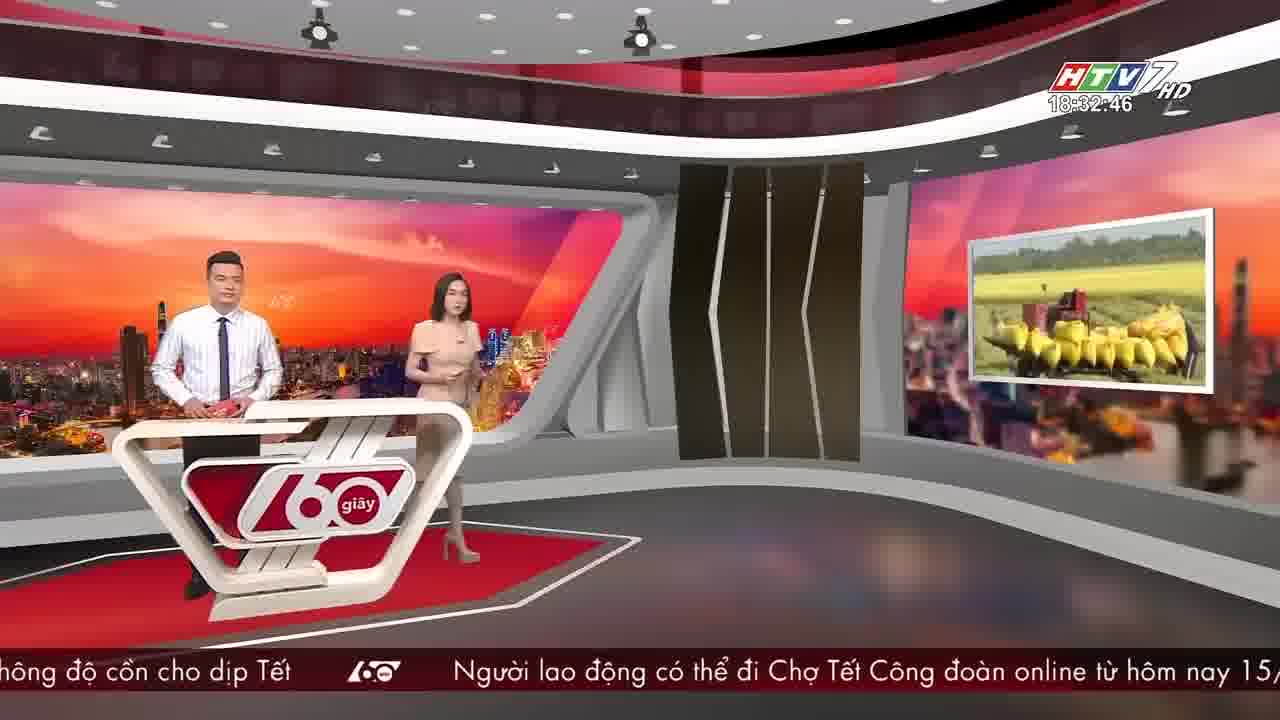 HTV7 HD
18:32:46
60 giây
hông độ cồn cho dịp Tết 60 Người lao động có thể đi Chợ Tết Công đoàn online từ hôm nay 15/